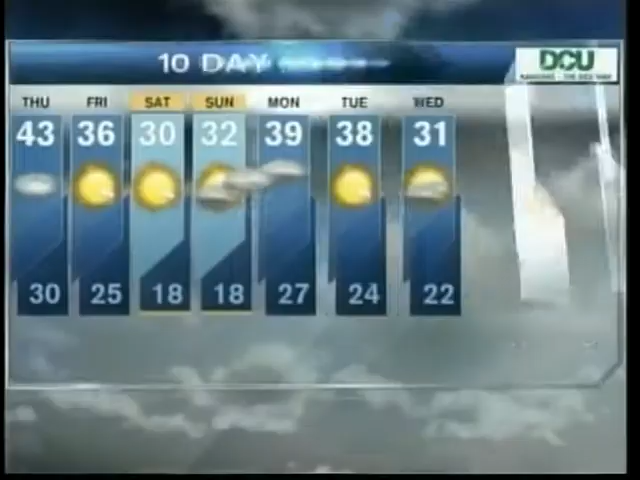 10 DAY
DCU
THU FRI SAT SUN MON TUE WED
43 36 30 32 39 38 31
30 25 18 18 27 24 22